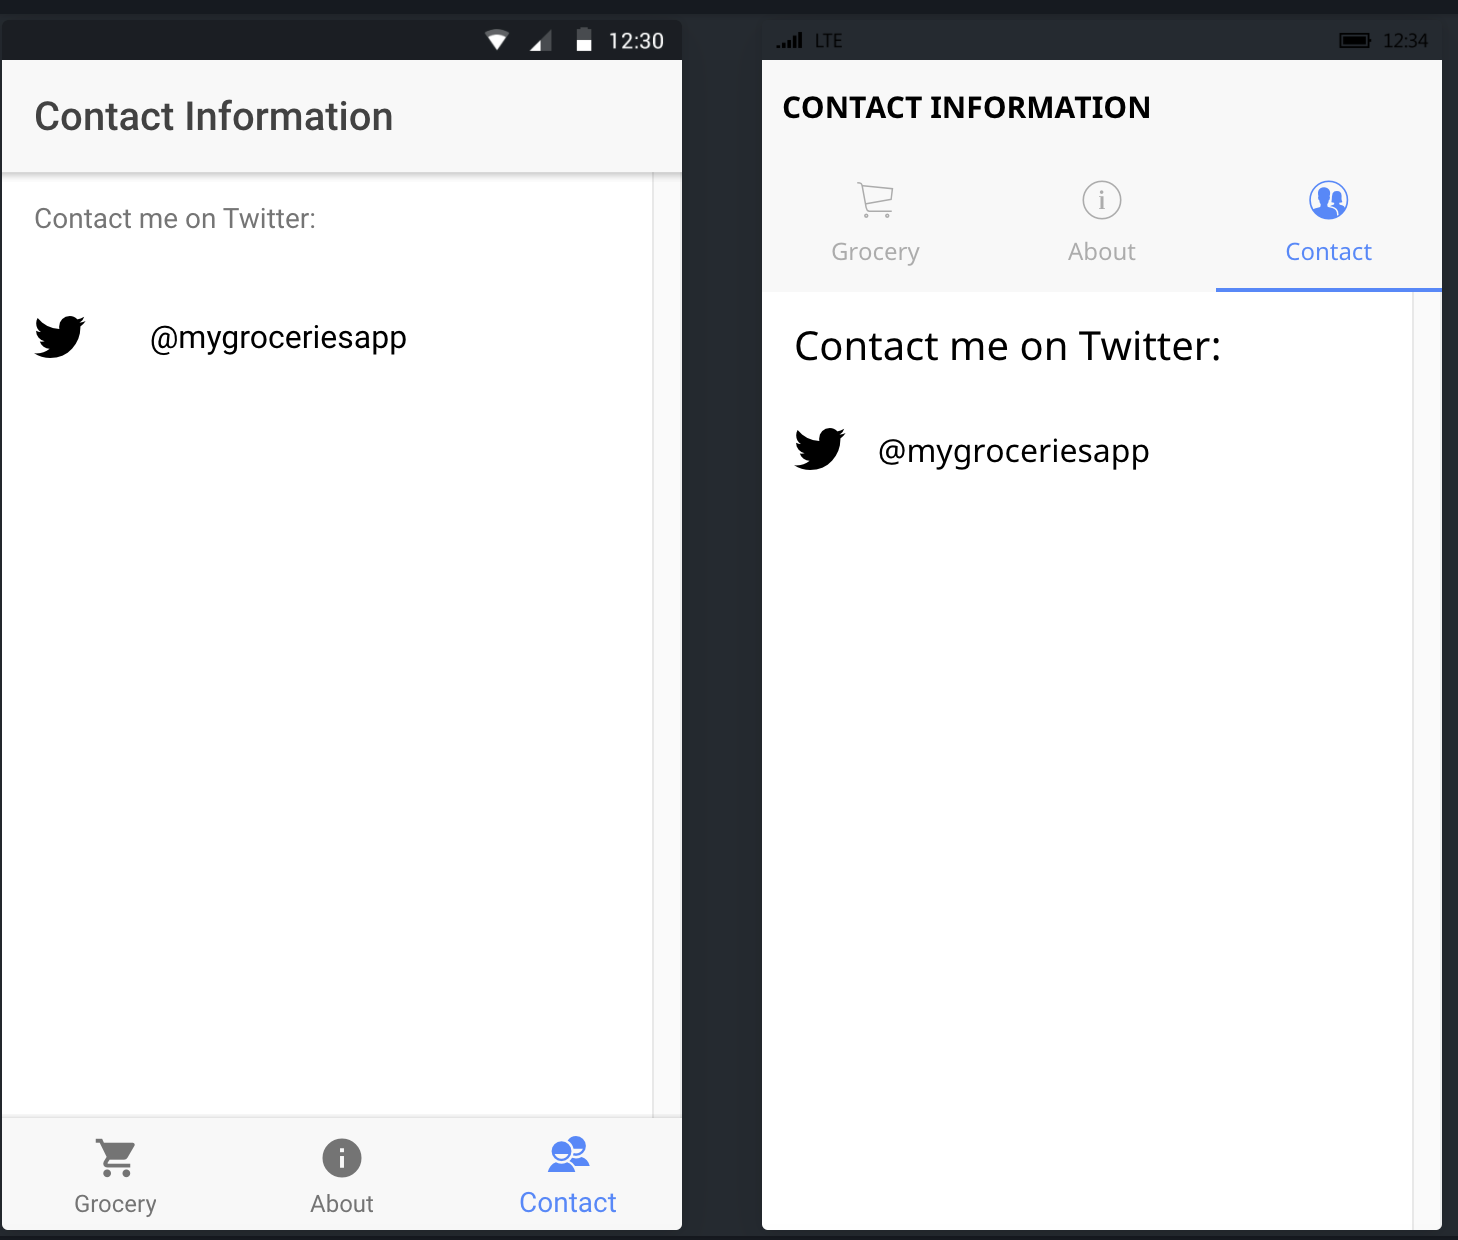 12:30
Contact Information
Contact me on Twitter:
@mygroceriesapp
Grocery
About
Contact
LTE
12:34
CONTACT INFORMATION
Grocery
About
Contact
Contact me on Twitter:
@mygroceriesapp